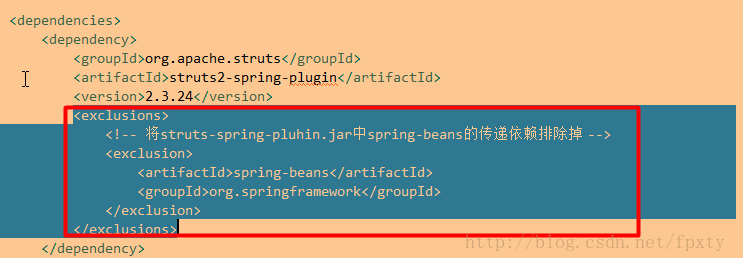 <dependencies>
<dependency>
<groupId>org.apache.struts</groupId>
<artifactId>struts2-spring-plugin</artifactId>
<version>2.3.24</version>
<exclusions>
<!-- 将struts-spring-pluhin.jar中spring-beans的传递依赖排除掉 -->
<exclusion>
<artifactId>spring-beans</artifactId>
<groupId>org.springframework</groupId>
</exclusion>
</exclusions>
</dependency>
http://blog.csdn.net/fpxty